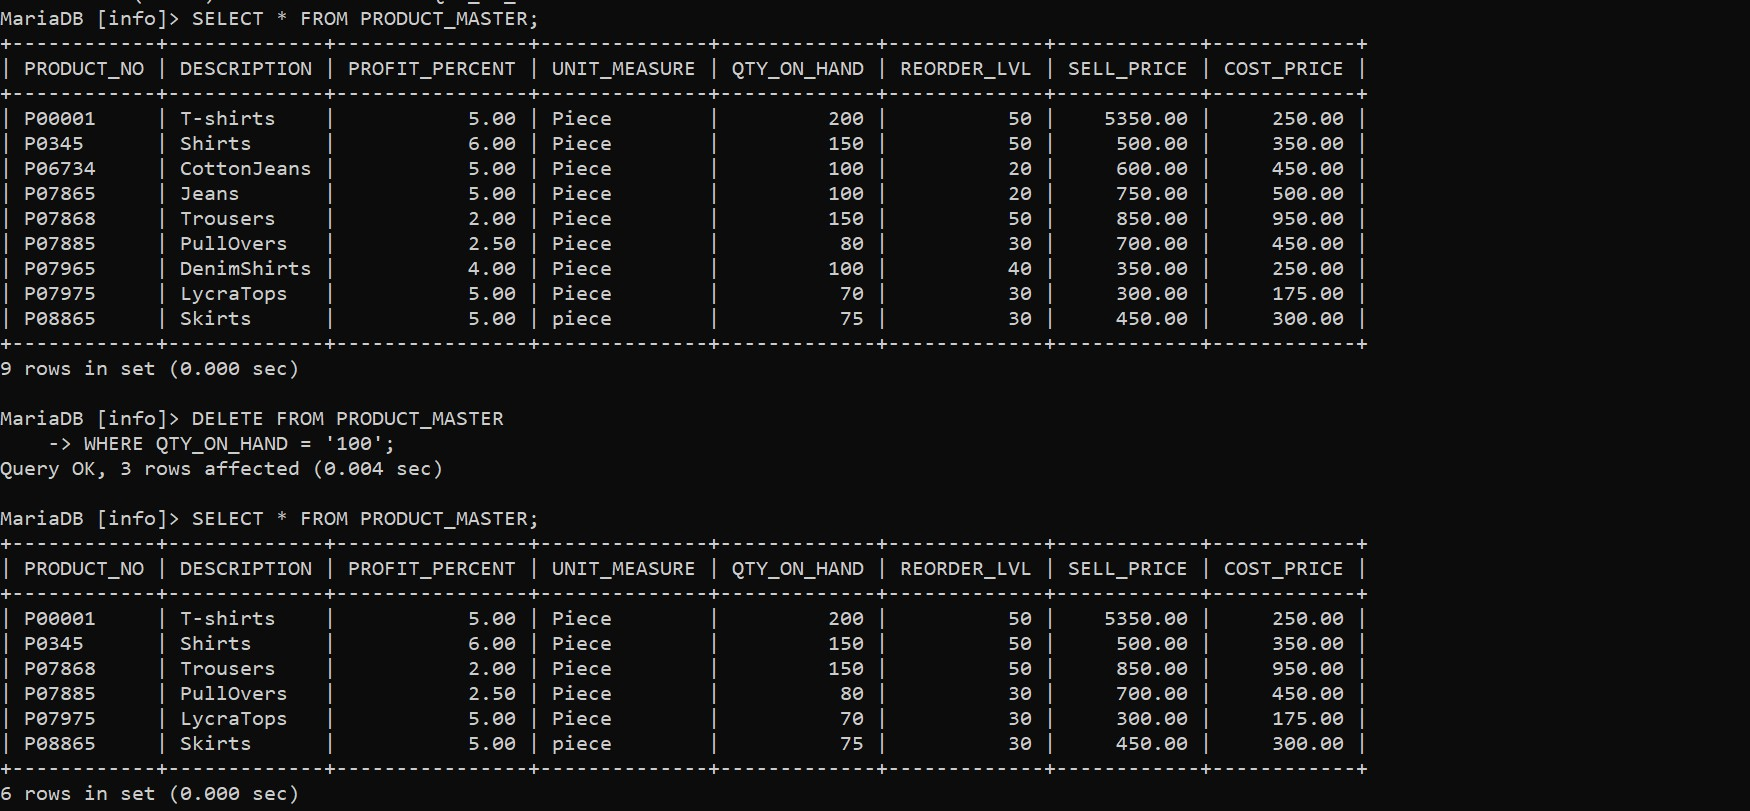 MariaDB [info]> SELECT * FROM PRODUCT_MASTER;
+------------+-------------+----------------+--------------+-------------+-------------+------------+------------+
| PRODUCT_NO | DESCRIPTION | PROFIT_PERCENT | UNIT_MEASURE | QTY_ON_HAND | REORDER_LVL | SELL_PRICE | COST_PRICE |
+------------+-------------+----------------+--------------+-------------+-------------+------------+------------+
| P00001     | T-shirts    |           5.00 | Piece        |         200 |          50 |    5350.00 |     250.00 |
| P0345      | Shirts      |           6.00 | Piece        |         150 |          50 |     500.00 |     350.00 |
| P06734     | CottonJeans |           5.00 | Piece        |         100 |          20 |     600.00 |     450.00 |
| P07865     | Jeans       |           5.00 | Piece        |         100 |          20 |     750.00 |     500.00 |
| P07868     | Trousers    |           2.00 | Piece        |         150 |          50 |     850.00 |     950.00 |
| P07885     | PullOvers   |           2.50 | Piece        |          80 |          30 |     700.00 |     450.00 |
| P07965     | DenimShirts |           4.00 | Piece        |         100 |          40 |     350.00 |     250.00 |
| P07975     | LycraTops   |           5.00 | Piece        |          70 |          30 |     300.00 |     175.00 |
| P08865     | Skirts      |           5.00 | piece        |          75 |          30 |     450.00 |     300.00 |
+------------+-------------+----------------+--------------+-------------+-------------+------------+------------+
9 rows in set (0.000 sec)

MariaDB [info]> DELETE FROM PRODUCT_MASTER
    -> WHERE QTY_ON_HAND = '100';
Query OK, 3 rows affected (0.004 sec)

MariaDB [info]> SELECT * FROM PRODUCT_MASTER;
+------------+-------------+----------------+--------------+-------------+-------------+------------+------------+
| PRODUCT_NO | DESCRIPTION | PROFIT_PERCENT | UNIT_MEASURE | QTY_ON_HAND | REORDER_LVL | SELL_PRICE | COST_PRICE |
+------------+-------------+----------------+--------------+-------------+-------------+------------+------------+
| P00001     | T-shirts    |           5.00 | Piece        |         200 |          50 |    5350.00 |     250.00 |
| P0345      | Shirts      |           6.00 | Piece        |         150 |          50 |     500.00 |     350.00 |
| P07868     | Trousers    |           2.00 | Piece        |         150 |          50 |     850.00 |     950.00 |
| P07885     | PullOvers   |           2.50 | Piece        |          80 |          30 |     700.00 |     450.00 |
| P07975     | LycraTops   |           5.00 | Piece        |          70 |          30 |     300.00 |     175.00 |
| P08865     | Skirts      |           5.00 | piece        |          75 |          30 |     450.00 |     300.00 |
+------------+-------------+----------------+--------------+-------------+-------------+------------+------------+
6 rows in set (0.000 sec)